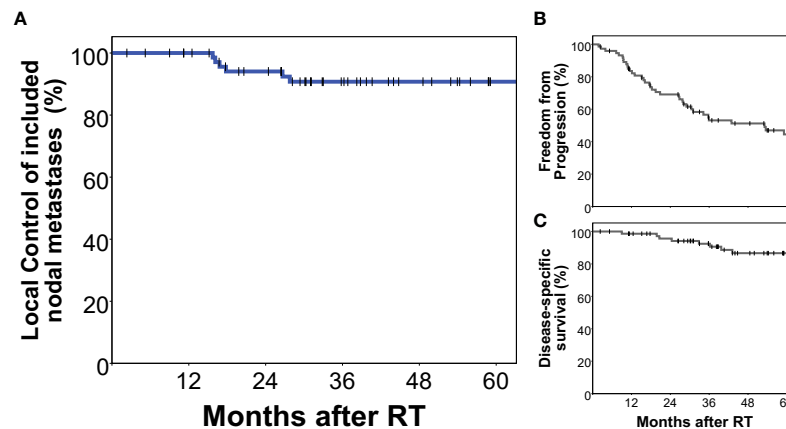 A
Local Control of included
nodal metastases (%)
100
80
60
40
20
0
12 24 36 48 60
Months after RT
B
Freedom from
Progression (%)
100
80
60
40
20
0
C
Disease-specific
survival (%)
100
80
60
40
20
0
12 24 36 48 60
Months after RT